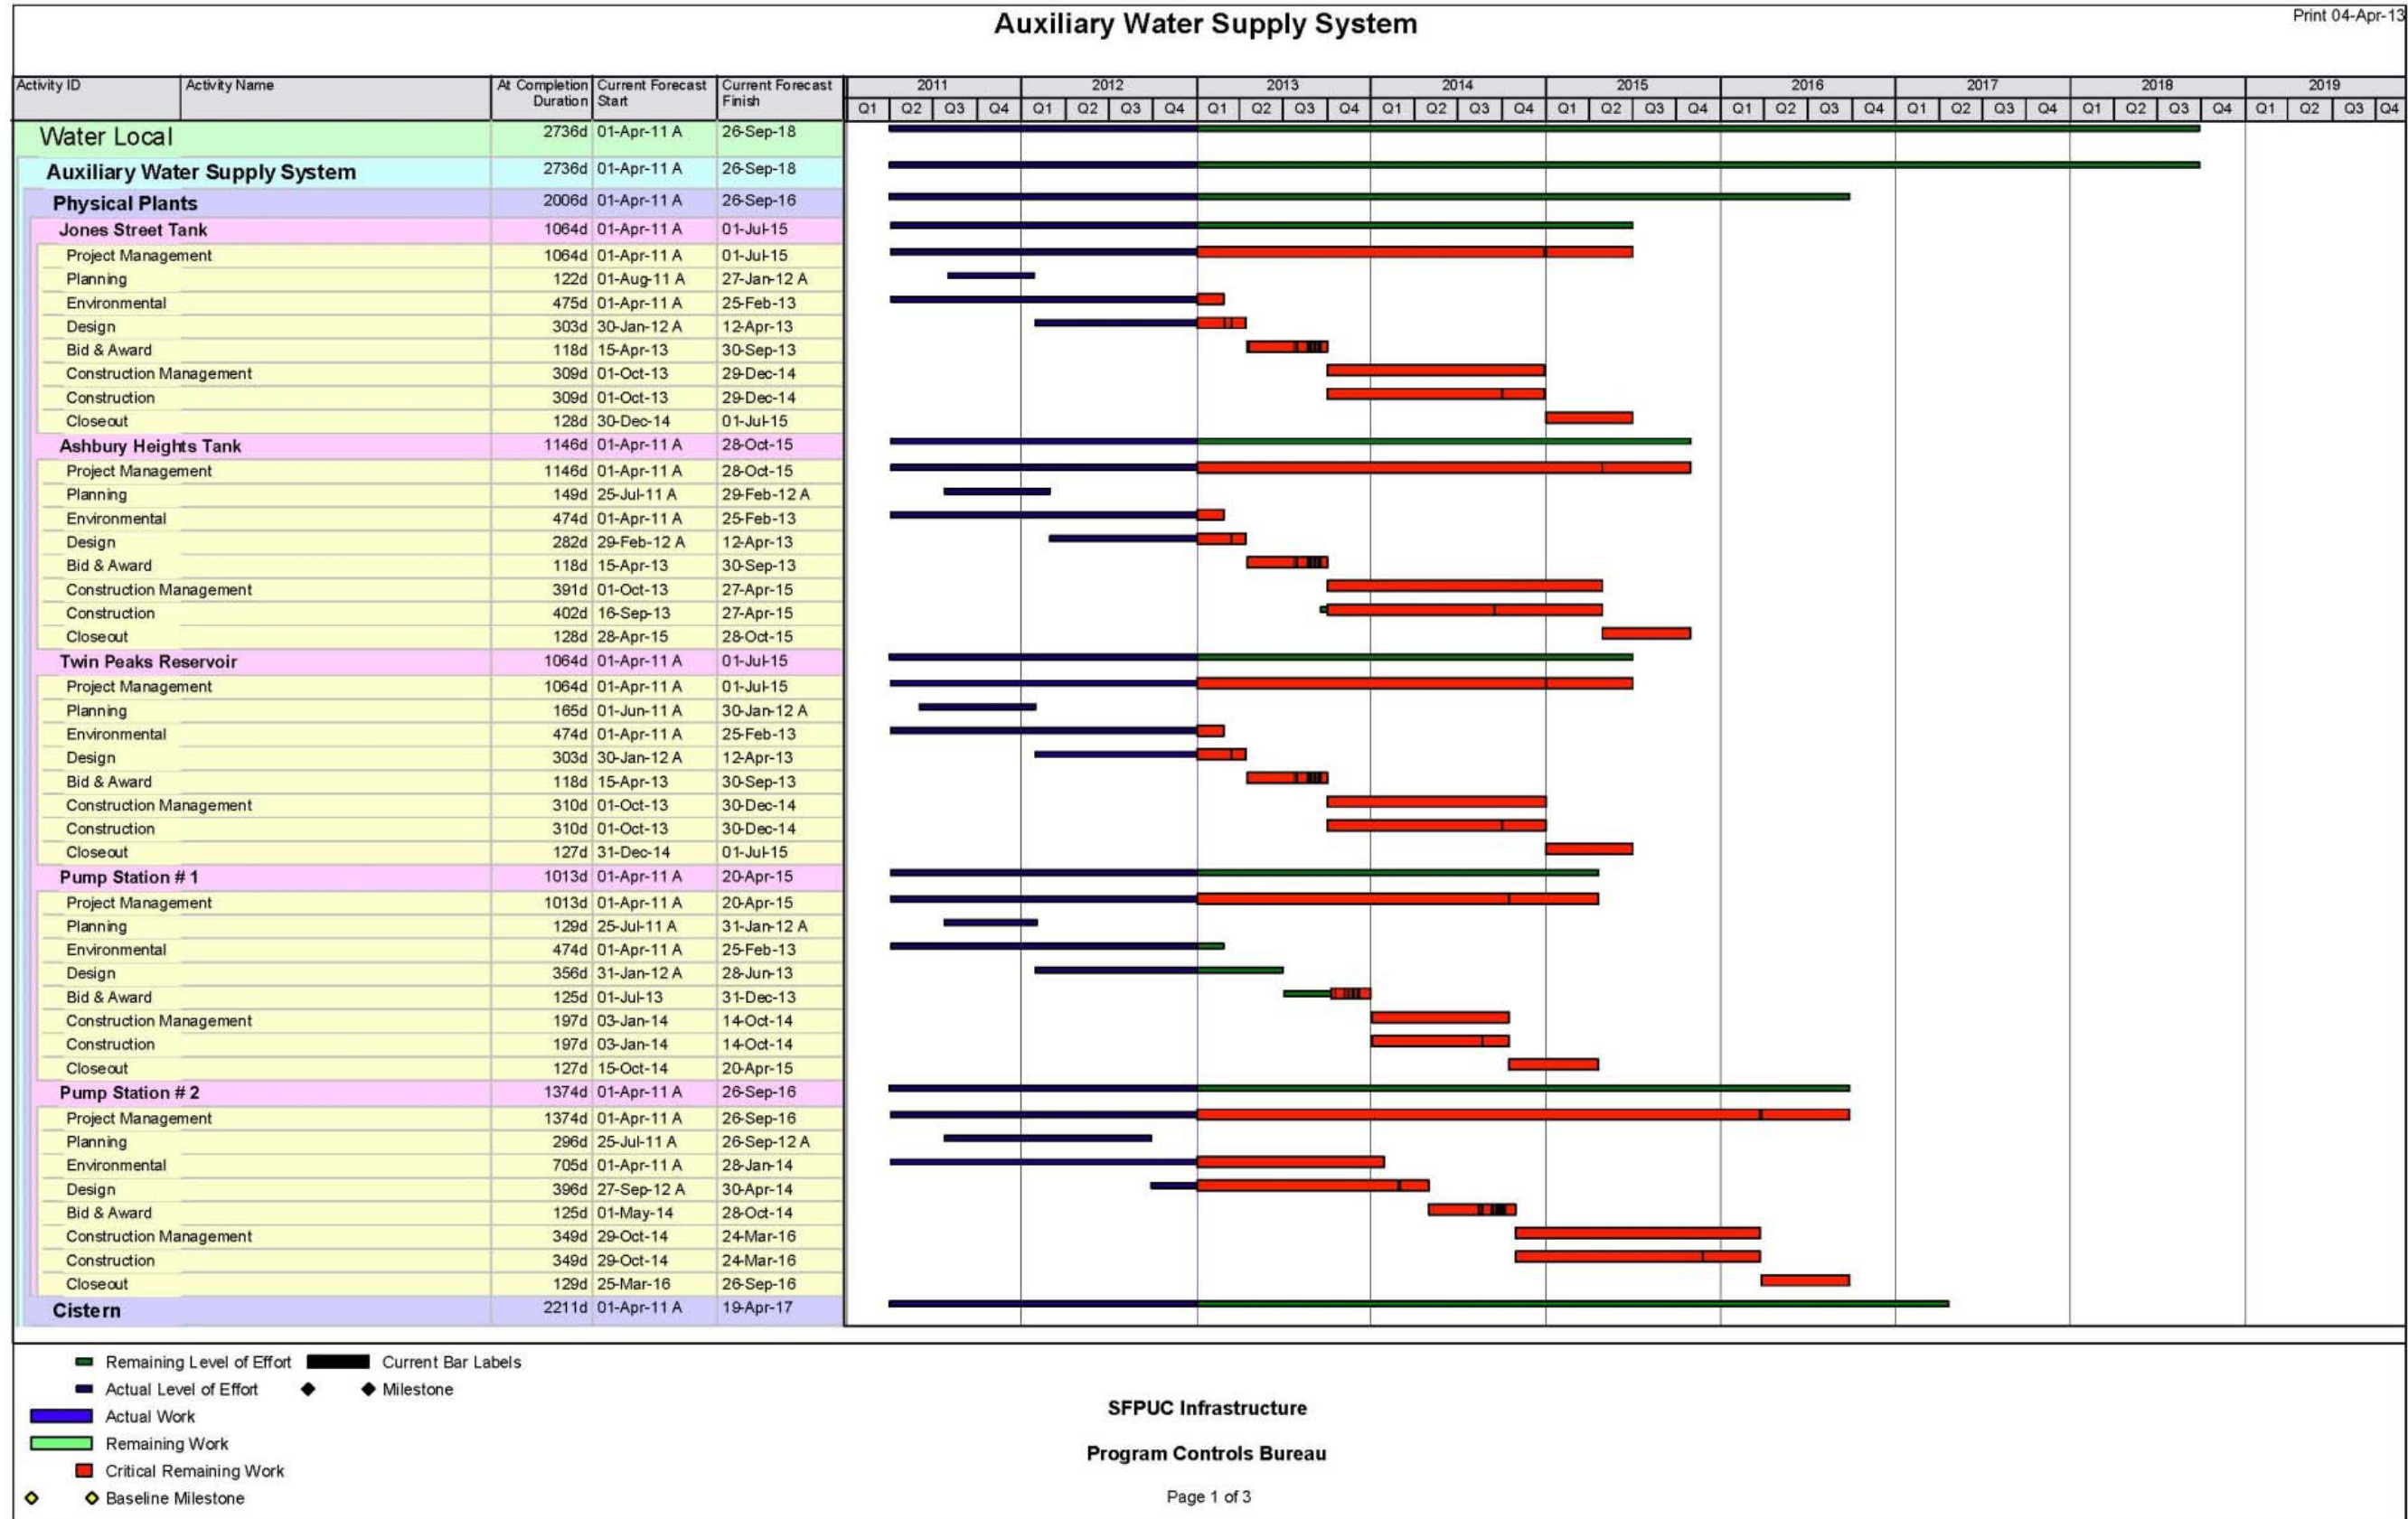 Auxiliary Water Supply System
Print 04-Apr-13
Activity ID Activity Name At Completion Duration Current Forecast Start Current Forecast Finish 2011 2012 2013 2014 2015 2016 2017 2018 2019
Q1 Q2 Q3 Q4 Q1 Q2 Q3 Q4 Q1 Q2 Q3 Q4 Q1 Q2 Q3 Q4 Q1 Q2 Q3 Q4 Q1 Q2 Q3 Q4 Q1 Q2 Q3 Q4 Q1 Q2 Q3 Q4 Q1 Q2 Q3 Q4
Water Local 2736d 01-Apr-11 A 26-Sep-18
Auxiliary Water Supply System 2736d 01-Apr-11 A 26-Sep-18
Physical Plants 2006d 01-Apr-11 A 26-Sep-16
Jones Street Tank 1064d 01-Apr-11 A 01-Jul-15
Project Management 1064d 01-Apr-11 A 01-Jul-15
Planning 122d 01-Aug-11 A 27-Jan-12 A
Environmental 475d 01-Apr-11 A 25-Feb-13
Design 303d 30-Jan-12 A 12-Apr-13
Bid & Award 118d 15-Apr-13 30-Sep-13
Construction Management 309d 01-Oct-13 29-Dec-14
Construction 309d 01-Oct-13 29-Dec-14
Closeout 128d 30-Dec-14 01-Jul-15
Ashbury Heights Tank 1146d 01-Apr-11 A 28-Oct-15
Project Management 1146d 01-Apr-11 A 28-Oct-15
Planning 149d 25-Jul-11 A 29-Feb-12 A
Environmental 474d 01-Apr-11 A 25-Feb-13
Design 282d 29-Feb-12 A 12-Apr-13
Bid & Award 118d 15-Apr-13 30-Sep-13
Construction Management 391d 01-Oct-13 27-Apr-15
Construction 402d 16-Sep-13 27-Apr-15
Closeout 128d 28-Apr-15 28-Oct-15
Twin Peaks Reservoir 1064d 01-Apr-11 A 01-Jul-15
Project Management 1064d 01-Apr-11 A 01-Jul-15
Planning 165d 01-Jun-11 A 30-Jan-12 A
Environmental 474d 01-Apr-11 A 25-Feb-13
Design 303d 30-Jan-12 A 12-Apr-13
Bid & Award 118d 15-Apr-13 30-Sep-13
Construction Management 310d 01-Oct-13 30-Dec-14
Construction 310d 01-Oct-13 30-Dec-14
Closeout 127d 31-Dec-14 01-Jul-15
Pump Station # 1 1013d 01-Apr-11 A 20-Apr-15
Project Management 1013d 01-Apr-11 A 20-Apr-15
Planning 129d 25-Jul-11 A 31-Jan-12 A
Environmental 474d 01-Apr-11 A 25-Feb-13
Design 356d 31-Jan-12 A 28-Jun-13
Bid & Award 125d 01-Jul-13 31-Dec-13
Construction Management 197d 03-Jan-14 14-Oct-14
Construction 197d 03-Jan-14 14-Oct-14
Closeout 127d 15-Oct-14 20-Apr-15
Pump Station # 2 1374d 01-Apr-11 A 26-Sep-16
Project Management 1374d 01-Apr-11 A 26-Sep-16
Planning 296d 25-Jul-11 A 26-Sep-12 A
Environmental 705d 01-Apr-11 A 28-Jan-14
Design 396d 27-Sep-12 A 30-Apr-14
Bid & Award 125d 01-May-14 28-Oct-14
Construction Management 349d 29-Oct-14 24-Mar-16
Construction 349d 29-Oct-14 24-Mar-16
Closeout 129d 25-Mar-16 26-Sep-16
Cistern 2211d 01-Apr-11 A 19-Apr-17
Remaining Level of Effort Current Bar Labels
Actual Level of Effort Milestone
Actual Work
Remaining Work
Critical Remaining Work
Baseline Milestone
SFPUC Infrastructure
Program Controls Bureau
Page 1 of 3